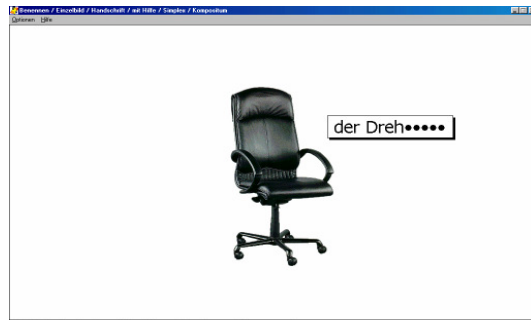 Benennen / Einzelbild / Handschrift / mit Hilfe / Simplex / Kompositum
Optionen Hilfe
der Dreh•••••